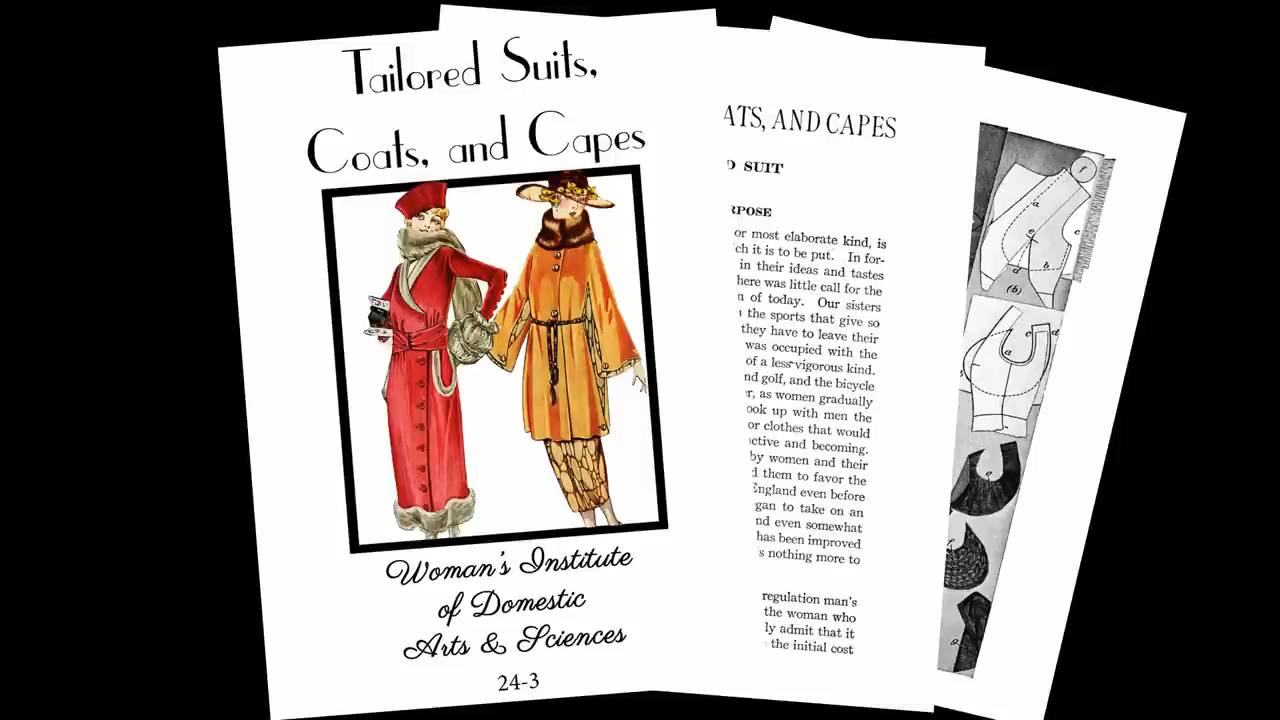 Tailored Suits,
Coats, and Capes
Woman's Institute
of Domestic
Arts & Sciences
24-3
ATS, AND CAPES
SUIT
RPOSE
or most elaborate kind, is
ch it is to be put. In for-
in their ideas and tastes
here was little call for the
of today. Our sisters
the sports that give so
they have to leave their
was occupied with the
of a less vigorous kind.
nd golf, and the bicycle
r, as women gradually
ook up with men the
or clothes that would
ctive and becoming.
by women and their
d them to favor the
England even before
gan to take on an
nd even somewhat
has been improved
s nothing more to
regulation man's
the woman who
ly admit that it
the initial cost
f
a
e
c
d
b
(b)
e
d
a
e
g